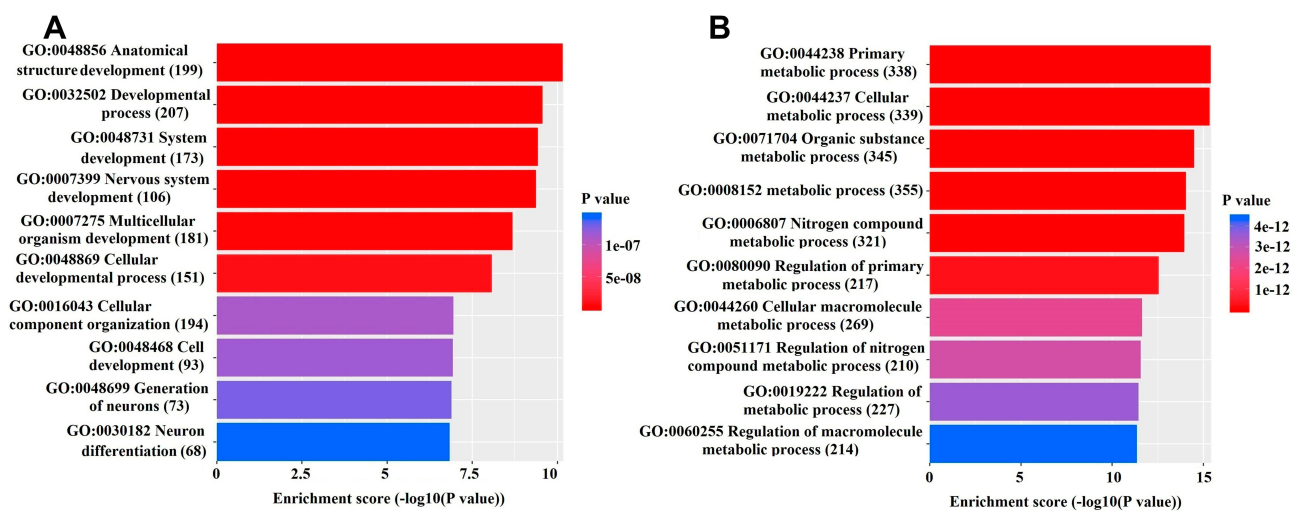 A
GO:0048856 Anatomical
structure development (199)
GO:0032502 Developmental
process (207)
GO:0048731 System
development (173)
GO:0007399 Nervous system
development (106)
GO:0007275 Multicellular
organism development (181)
GO:0048869 Cellular
developmental process (151)
GO:0016043 Cellular
component organization (194)
GO:0048468 Cell
development (93)
GO:0048699 Generation
of neurons (73)
GO:0030182 Neuron
differentiation (68)
0
2.5
5
7.5
10
Enrichment score (-log10(P value))
P value
1e-07
5e-08
B
GO:0044238 Primary
metabolic process (338)
GO:0044237 Cellular
metabolic process (339)
GO:0071704 Organic substance
metabolic process (345)
GO:0008152 metabolic process (355)
GO:0006807 Nitrogen compound
metabolic process (321)
GO:0080090 Regulation of primary
metabolic process (217)
GO:0044260 Cellular macromolecule
metabolic process (269)
GO:0051171 Regulation of nitrogen
compound metabolic process (210)
GO:0019222 Regulation of
metabolic process (227)
GO:0060255 Regulation of macromolecule
metabolic process (214)
0
5
10
15
Enrichment score (-log10(P value))
P value
4e-12
3e-12
2e-12
1e-12